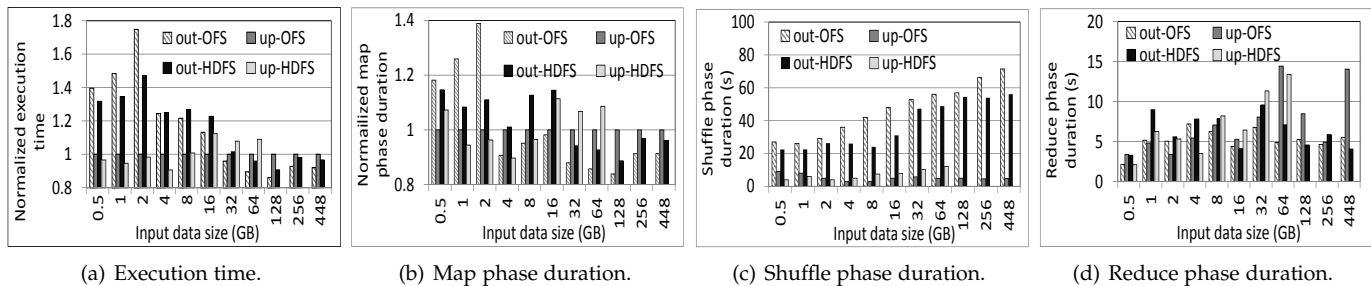 1.8
1.6
1.4
1.2
1
0.8
Normalized execution
time
out-OFS
up-OFS
out-HDFS
up-HDFS
0.5
1
2
4
8
16
32
64
128
256
448
Input data size (GB)
(a) Execution time.
1.4
1.2
1
0.8
Normailized map
phase duration
out-OFS
up-OFS
out-HDFS
up-HDFS
0.5
1
2
4
8
16
32
64
128
256
448
Input data size (GB)
(b) Map phase duration.
100
80
60
40
20
0
Shuffle phase
duration (s)
out-OFS
up-OFS
out-HDFS
up-HDFS
0.5
1
2
4
8
16
32
64
128
256
448
Input data size (GB)
(c) Shuffle phase duration.
20
15
10
5
0
Reduce phase
duration (s)
out-OFS
up-OFS
out-HDFS
up-HDFS
0.5
1
2
4
8
16
32
64
128
256
448
Input data size (GB)
(d) Reduce phase duration.